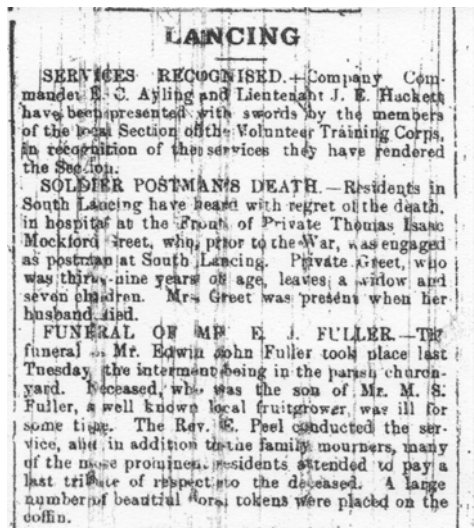 LANCING
SERVICES RECOGNISED.—Company Com-
mander E. C. Ayling and Lieutenant J. E. Hackett
have been presented with swords by the members
of the local Section of the Volunteer Training Corps,
in recognition of the services they have rendered
the Section.
SOLDIER POSTMAN'S DEATH.—Residents in
South Lancing have heard with regret of the death,
in hospital at the Front, of Private Thomas Isaac
Mockford Greet, who, prior to the War, was engaged
as postman at South Lancing. Private Greet, who
was thirty-nine years of age, leaves a widow and
seven children. Mrs Greet was present when her
husband died.
FUNERAL OF MR E. J. FULLER.—The
funeral of Mr. Edwin John Fuller took place last
Tuesday, the interment being in the parish church-
yard. Deceased, who was the son of Mr. M. S.
Fuller, a well known local fruitgrower, was ill for
some time. The Rev. E. Peel conducted the ser-
vice, and in addition to the family mourners, many
of the more prominent residents attended to pay a
last tribute of respect to the deceased. A large
number of beautiful floral tokens were placed on the
coffin.